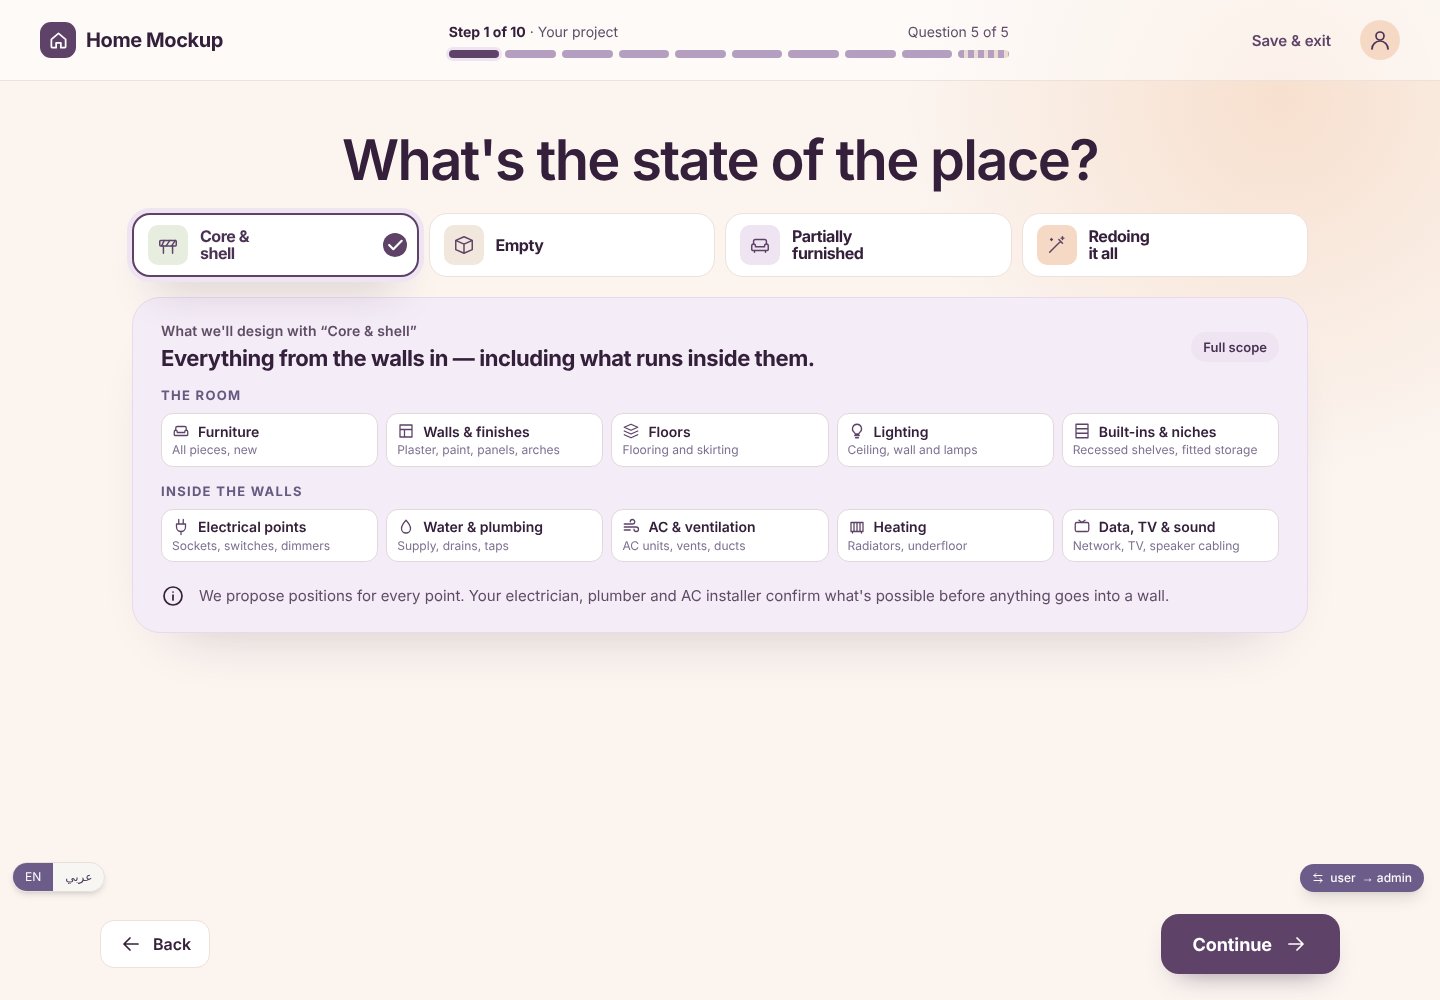 Home Mockup
Step 1 of 10 · Your project
Question 5 of 5
Save & exit
What's the state of the place?
Core &
shell
Empty
Partially
furnished
Redoing
it all
What we'll design with “Core & shell”
Everything from the walls in — including what runs inside them.
Full scope
THE ROOM
Furniture
All pieces, new
Walls & finishes
Plaster, paint, panels, arches
Floors
Flooring and skirting
Lighting
Ceiling, wall and lamps
Built-ins & niches
Recessed shelves, fitted storage
INSIDE THE WALLS
Electrical points
Sockets, switches, dimmers
Water & plumbing
Supply, drains, taps
AC & ventilation
AC units, vents, ducts
Heating
Radiators, underfloor
Data, TV & sound
Network, TV, speaker cabling
We propose positions for every point. Your electrician, plumber and AC installer confirm what's possible before anything goes into a wall.
EN
عربي
⇆ user → admin
← Back
Continue →